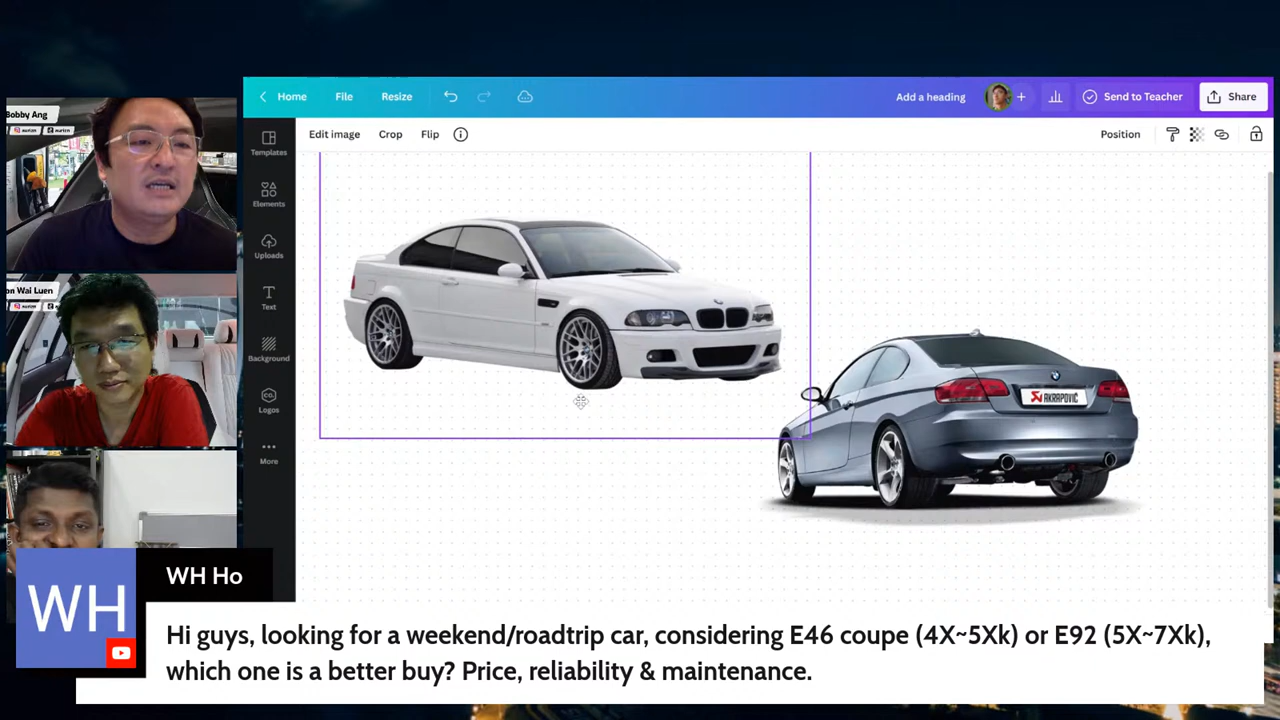 Home
File
Resize
Add a heading
Send to Teacher
Share
Edit image
Crop
Flip
Position
Templates
Elements
Uploads
Text
Background
Logos
More
Bobby Ang
on Wai Luen
AKRAPOVIČ
WH
WH Ho
Hi guys, looking for a weekend/roadtrip car, considering E46 coupe (4X~5Xk) or E92 (5X~7Xk),
which one is a better buy? Price, reliability & maintenance.